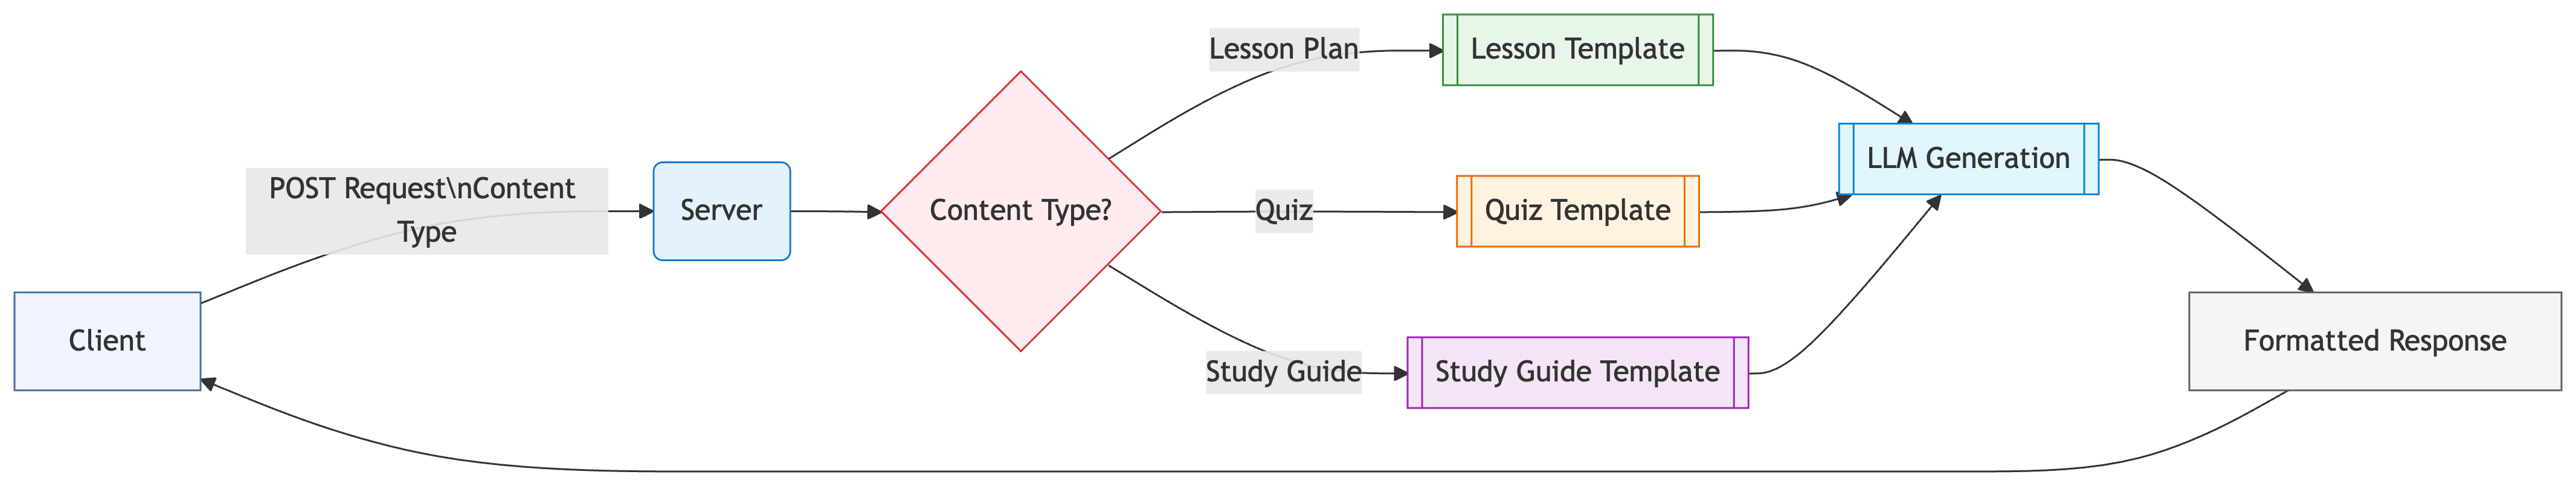 Client
POST Request\nContent
Type
Server
Content Type?
Lesson Plan
Quiz
Study Guide
Lesson Template
Quiz Template
Study Guide Template
LLM Generation
Formatted Response